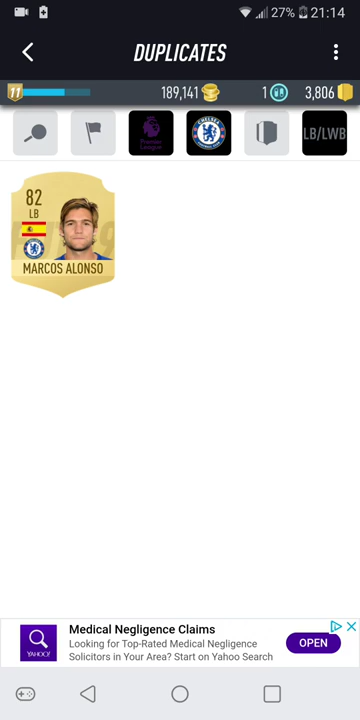 27% 21:14
DUPLICATES
11 189,141 1 3,806
Premier League CHELSEA LB/LWB
82
LB
MARCOS ALONSO
Medical Negligence Claims
Looking for Top-Rated Medical Negligence
Solicitors in Your Area? Start on Yahoo Search
YAHOO!
OPEN